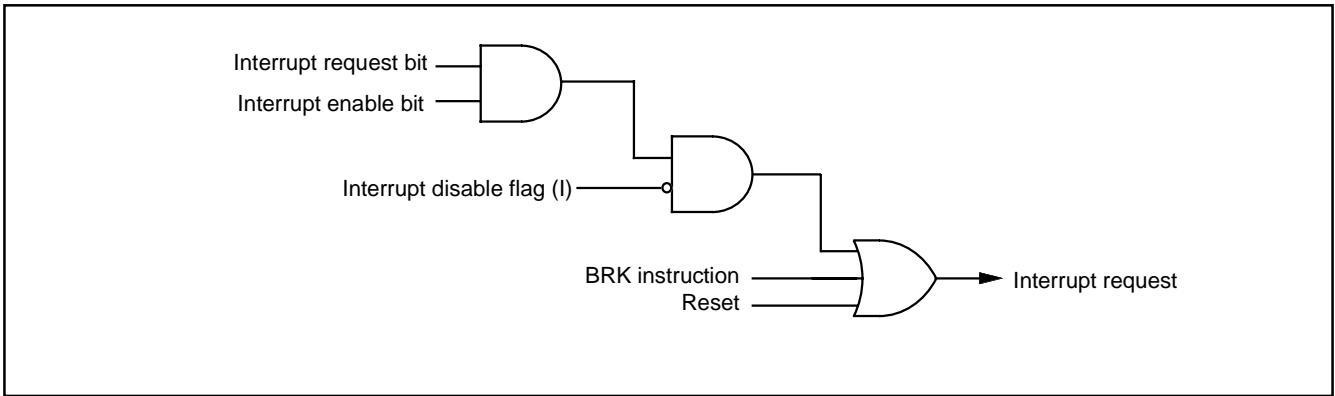 Interrupt request bit
Interrupt enable bit
Interrupt disable flag (I)
BRK instruction
Reset
Interrupt request